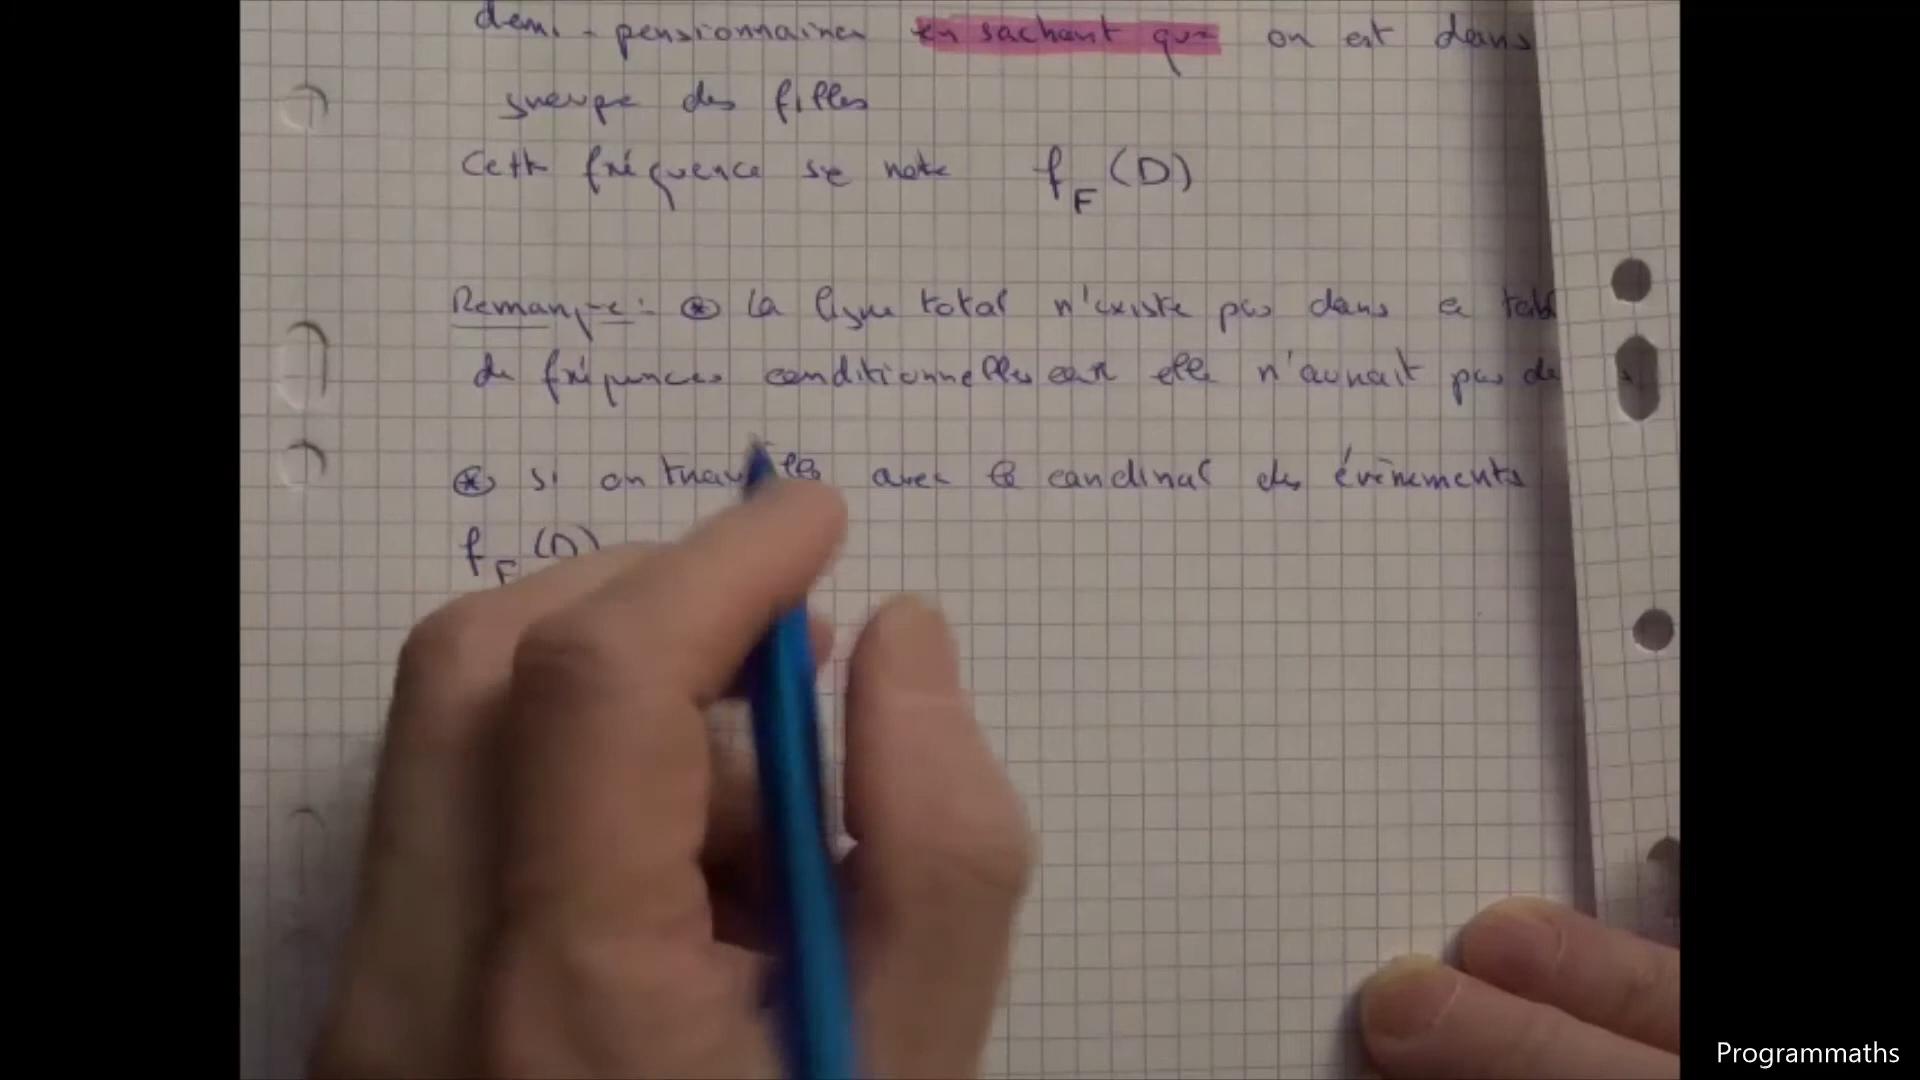 demi-pensionnaires en sachant que on est dans
groupe des filles
Cette fréquence se note f_F (D)
Remarque : ⊛ la ligne total n'existe pas dans ce tabl
de fréquences conditionnelles car elle n'aurait pas de
⊛ si on travaille avec le cardinal des évènements
f_F (D)
Programmaths